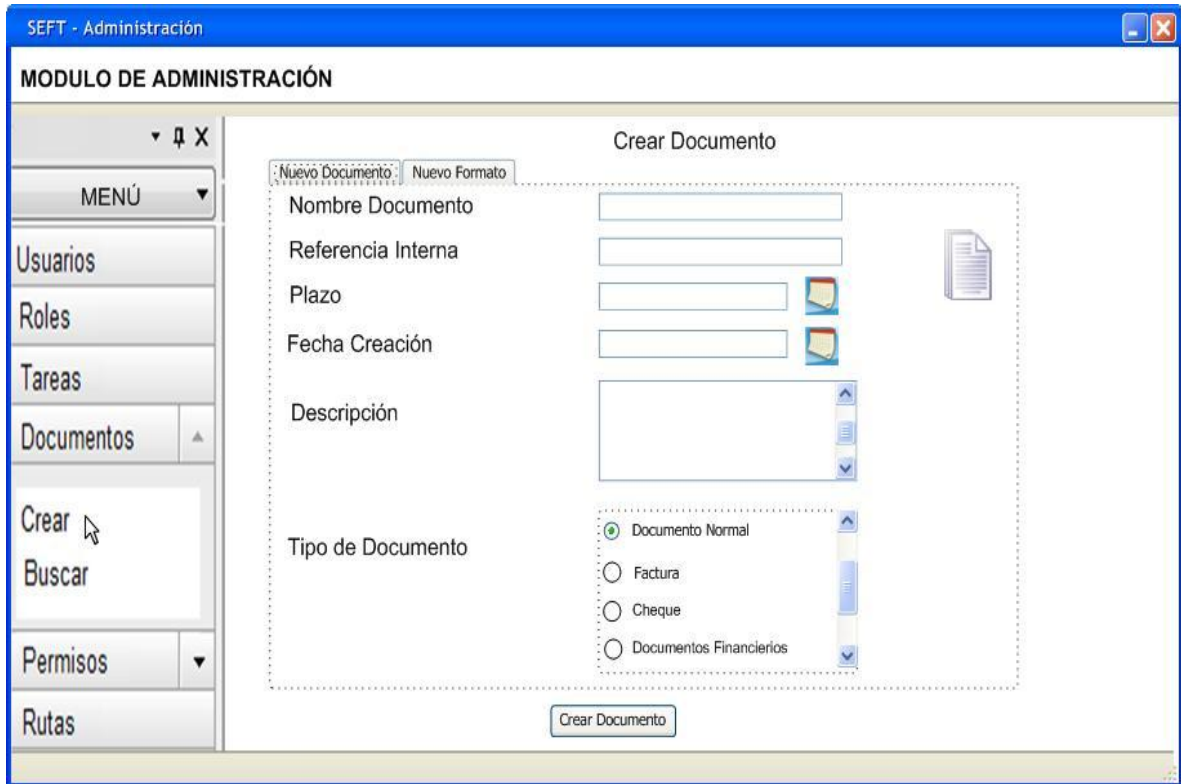 SEFT - Administración
MODULO DE ADMINISTRACIÓN
MENÚ
Usuarios
Roles
Tareas
Documentos
Crear
Buscar
Permisos
Rutas
Crear Documento
Nuevo Documento Nuevo Formato
Nombre Documento
Referencia Interna
Plazo
Fecha Creación
Descripción
Tipo de Documento
Documento Normal
Factura
Cheque
Documentos Financierios
Crear Documento